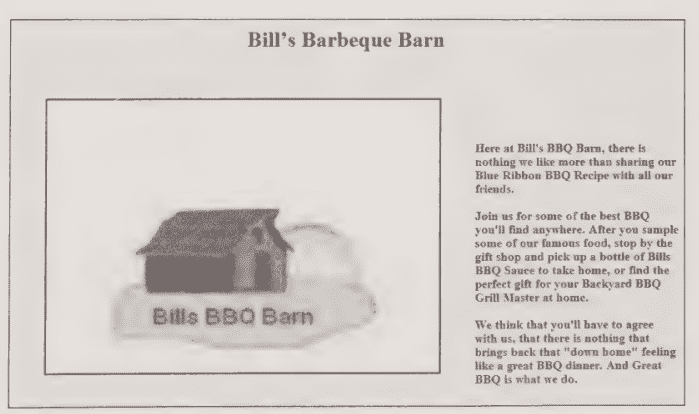 Bill's Barbeque Barn
Bills BBQ Barn
Here at Bill's BBQ Barn, there is
nothing we like more than sharing our
Blue Ribbon BBQ Recipe with all our
friends.
Join us for some of the best BBQ
you'll find anywhere. After you sample
some of our famous food, stop by the
gift shop and pick up a bottle of Bills
BBQ Sauce to take home, or find the
perfect gift for your Backyard BBQ
Grill Master at home.
We think that you'll have to agree
with us, that there is nothing that
brings back that "down home" feeling
like a great BBQ dinner. And Great
BBQ is what we do.